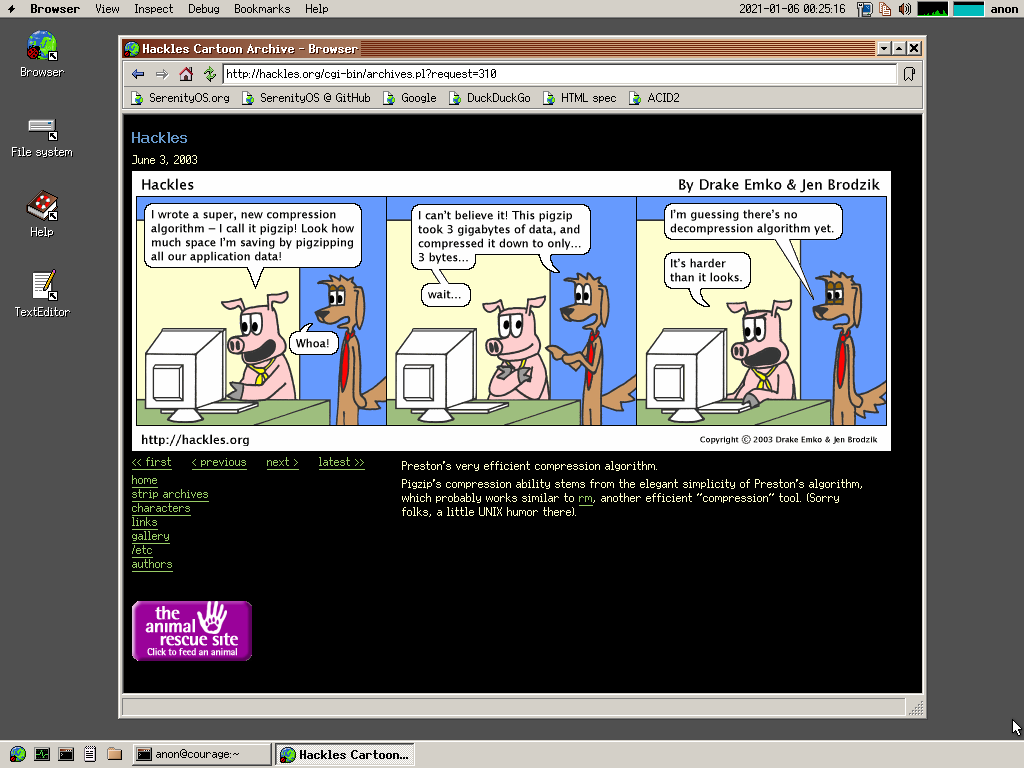 Browser View Inspect Debug Bookmarks Help 2021-01-06 00:25:16 anon
Browser
File system
Help
TextEditor
Hackles Cartoon Archive - Browser
http://hackles.org/cgi-bin/archives.pl?request=310
SerenityOS.org SerenityOS @ GitHub Google DuckDuckGo HTML spec ACID2
Hackles
June 3, 2003
Hackles By Drake Emko & Jen Brodzik
I wrote a super, new compression
algorithm – I call it pigzip! Look how
much space I'm saving by pigzipping
all our application data!
Whoa!
I can't believe it! This pigzip
took 3 gigabytes of data, and
compressed it down to only...
3 bytes...
wait...
I'm guessing there's no
decompression algorithm yet.
It's harder
than it looks.
http://hackles.org Copyright © 2003 Drake Emko & Jen Brodzik
<< first < previous next > latest >>
home
strip archives
characters
links
gallery
/etc
authors
Preston's very efficient compression algorithm.
Pigzip's compression ability stems from the elegant simplicity of Preston's algorithm,
which probably works similar to rm, another efficient "compression" tool. (Sorry
folks, a little UNIX humor there).
the
animal
rescue site
Click to feed an animal
anon@courage:~ Hackles Cartoon...